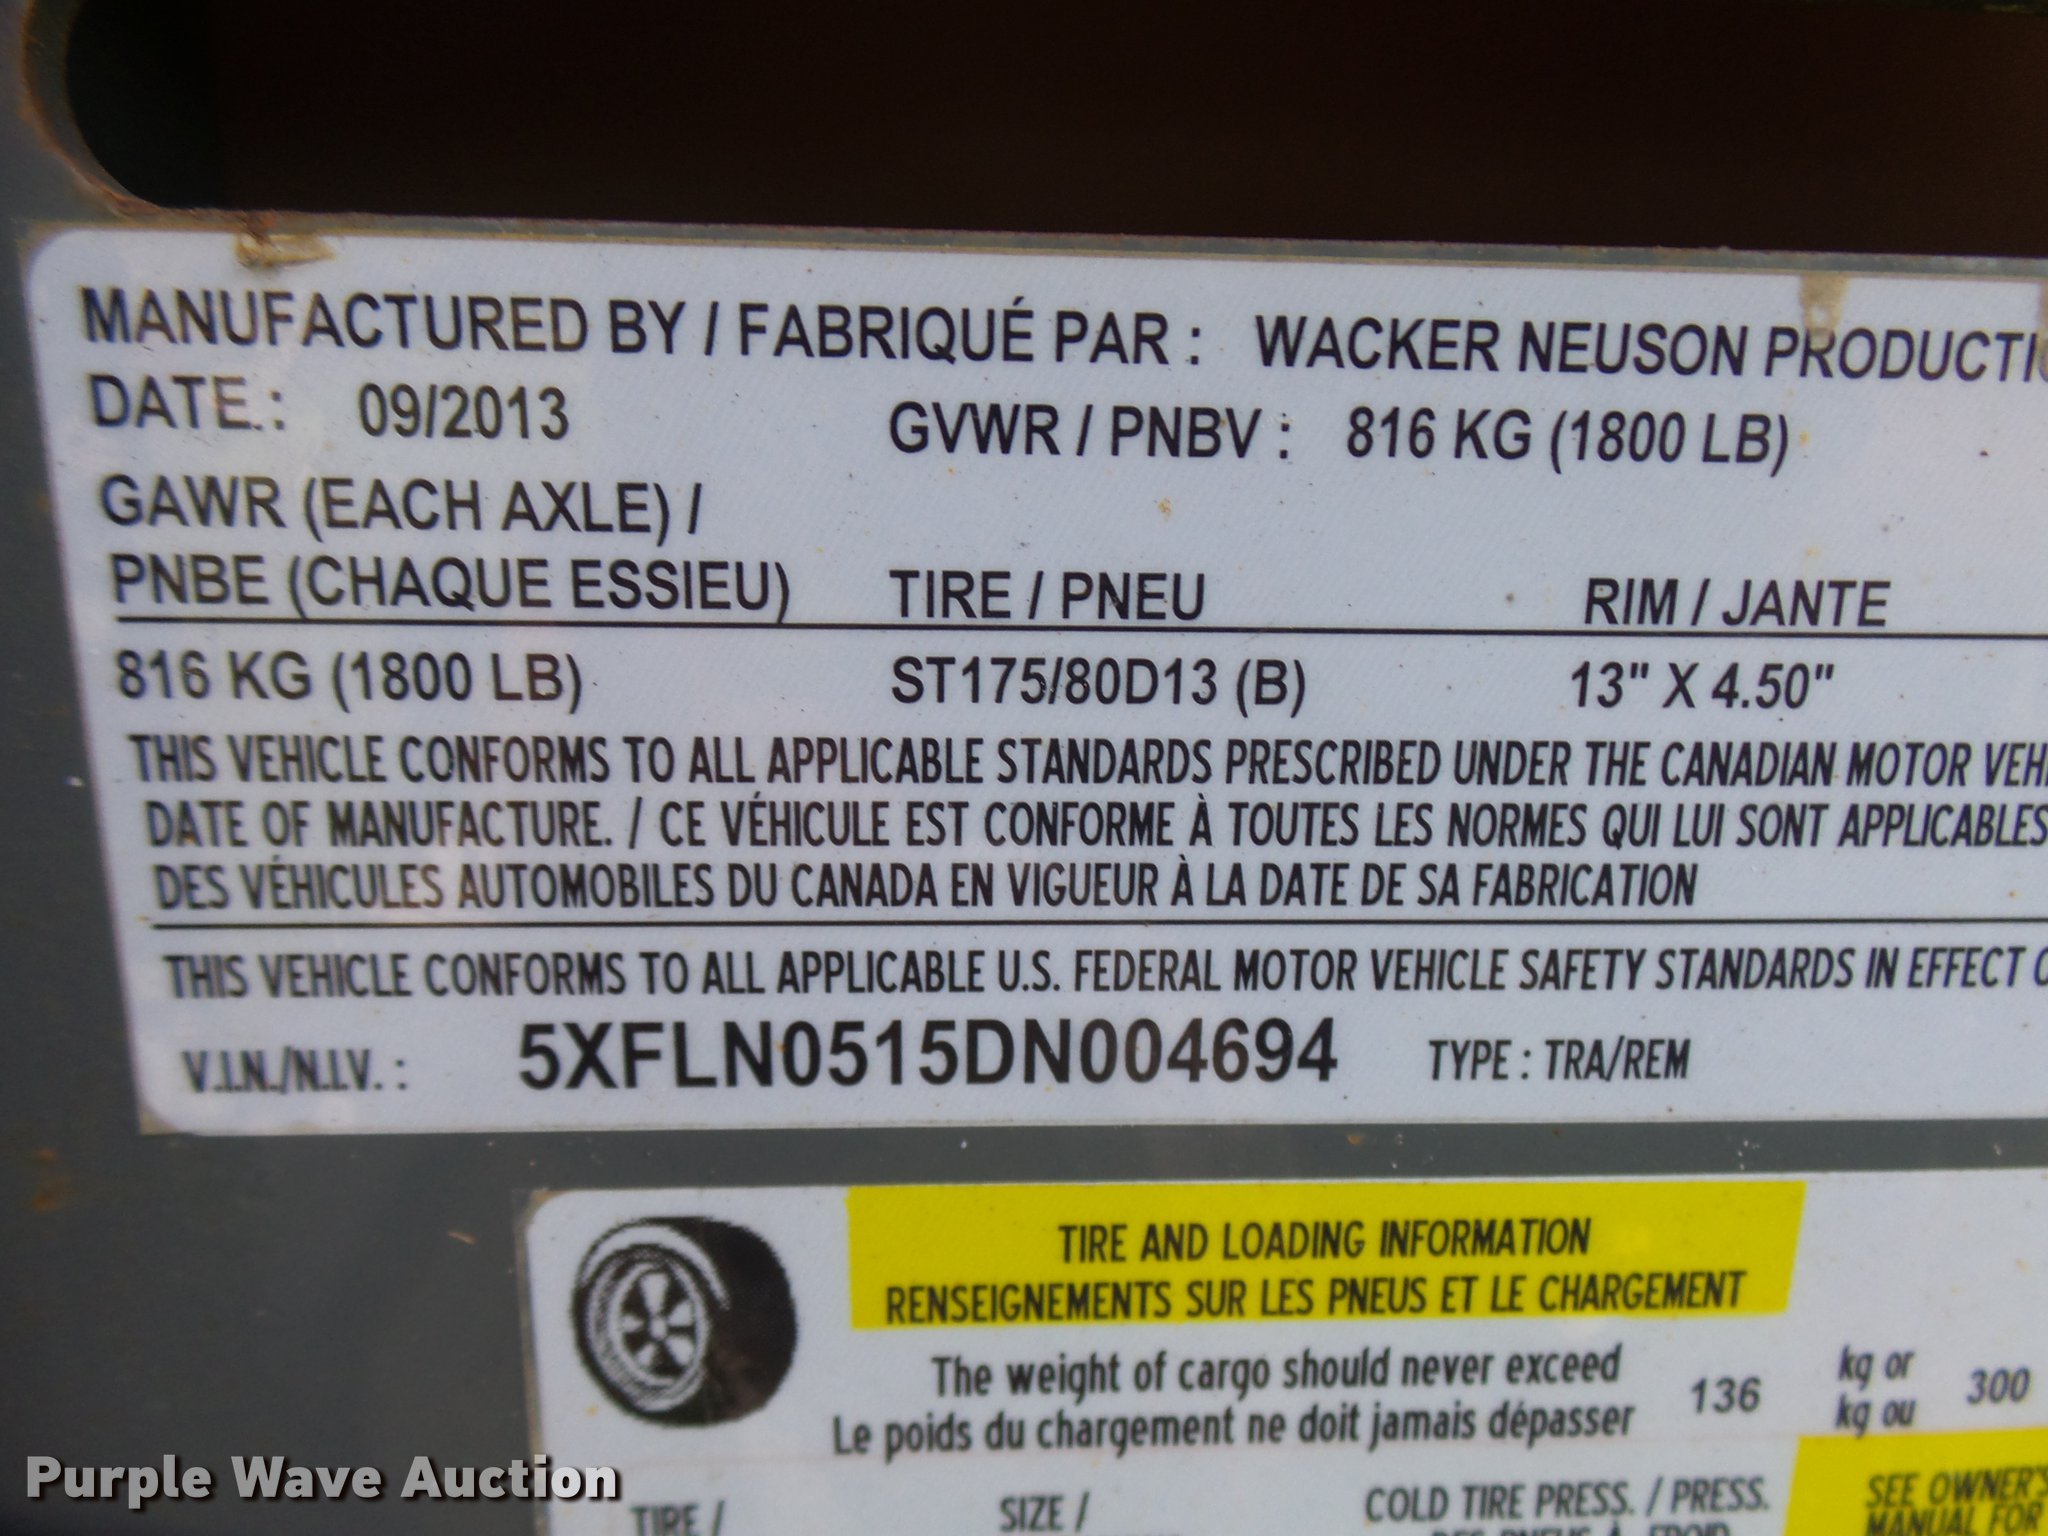 MANUFACTURED BY / FABRIQUÉ PAR : WACKER NEUSON PRODUCTI
DATE.: 09/2013 GVWR / PNBV : 816 KG (1800 LB)
GAWR (EACH AXLE) /
PNBE (CHAQUE ESSIEU) TIRE / PNEU RIM / JANTE
816 KG (1800 LB) ST175/80D13 (B) 13" X 4.50"
THIS VEHICLE CONFORMS TO ALL APPLICABLE STANDARDS PRESCRIBED UNDER THE CANADIAN MOTOR VEH
DATE OF MANUFACTURE. / CE VÉHICULE EST CONFORME À TOUTES LES NORMES QUI LUI SONT APPLICABLES
DES VÉHICULES AUTOMOBILES DU CANADA EN VIGUEUR À LA DATE DE SA FABRICATION
THIS VEHICLE CONFORMS TO ALL APPLICABLE U.S. FEDERAL MOTOR VEHICLE SAFETY STANDARDS IN EFFECT
V.I.N./N.I.V. : 5XFLN0515DN004694 TYPE : TRA/REM
TIRE AND LOADING INFORMATION
RENSEIGNEMENTS SUR LES PNEUS ET LE CHARGEMENT
The weight of cargo should never exceed
Le poids du chargement ne doit jamais dépasser
136 kg or
kg ou 300
TIRE / SIZE / COLD TIRE PRESS. / PRESS.
DES PNEUS À FROID
SEE OWNER'S
MANUAL FOR
Purple Wave Auction